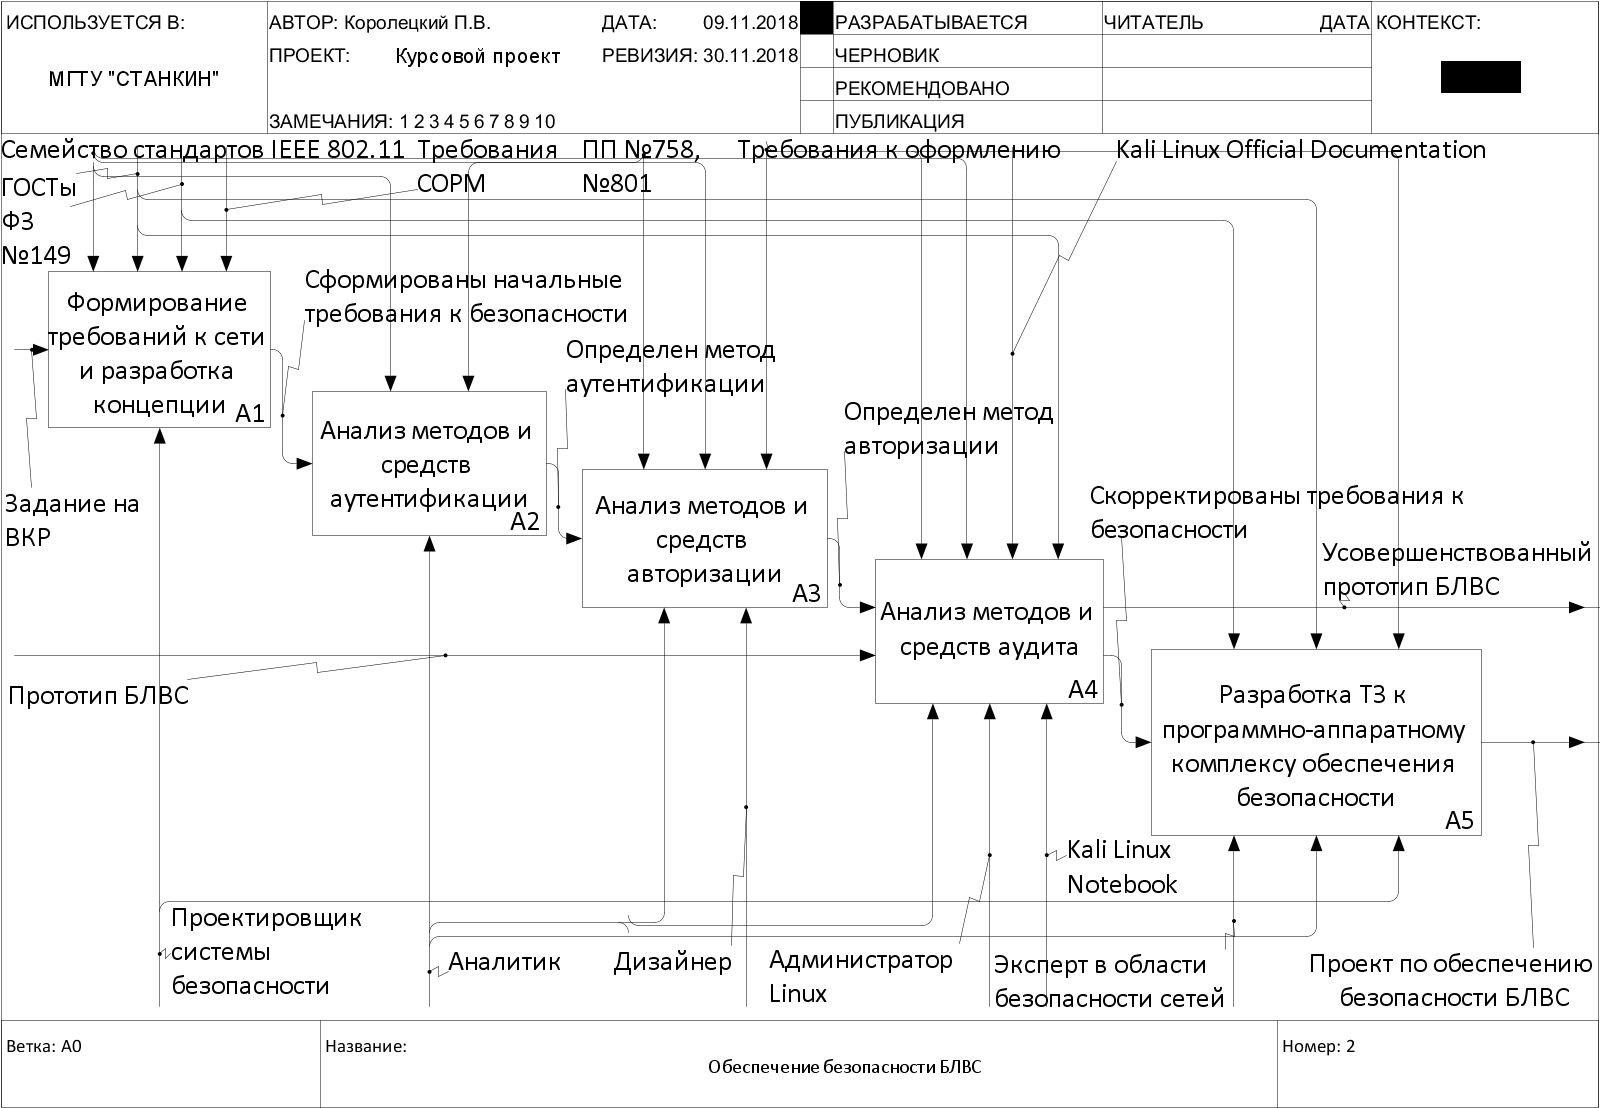 ИСПОЛЬЗУЕТСЯ В:
МГТУ "СТАНКИН"
АВТОР: Королецкий П.В.
ДАТА: 09.11.2018
ПРОЕКТ: Курсовой проект
РЕВИЗИЯ: 30.11.2018
ЗАМЕЧАНИЯ: 1 2 3 4 5 6 7 8 9 10
РАЗРАБАТЫВАЕТСЯ
ЧЕРНОВИК
РЕКОМЕНДОВАНО
ПУБЛИКАЦИЯ
ЧИТАТЕЛЬ
ДАТА
КОНТЕКСТ:
Семейство стандартов IEEE 802.11
Требования
СОРМ
ПП №758,
№801
Требования к оформлению
Kali Linux Official Documentation
ГОСТы
ФЗ
№149
Формирование
требований к сети
и разработка
концепции
А1
Сформированы начальные
требования к безопасности
Определен метод
аутентификации
Задание на
ВКР
Анализ методов и
средств
аутентификации
А2
Определен метод
авторизации
Анализ методов и
средств
авторизации
А3
Скорректированы требования к
безопасности
Усовершенствованный
прототип БЛВС
Анализ методов и
средств аудита
А4
Прототип БЛВС
Разработка ТЗ к
программно-аппаратному
комплексу обеспечения
безопасности
А5
Kali Linux
Notebook
Проектировщик
системы
безопасности
Аналитик
Дизайнер
Администратор
Linux
Эксперт в области
безопасности сетей
Проект по обеспечению
безопасности БЛВС
Ветка: А0
Название:
Обеспечение безопасности БЛВС
Номер: 2